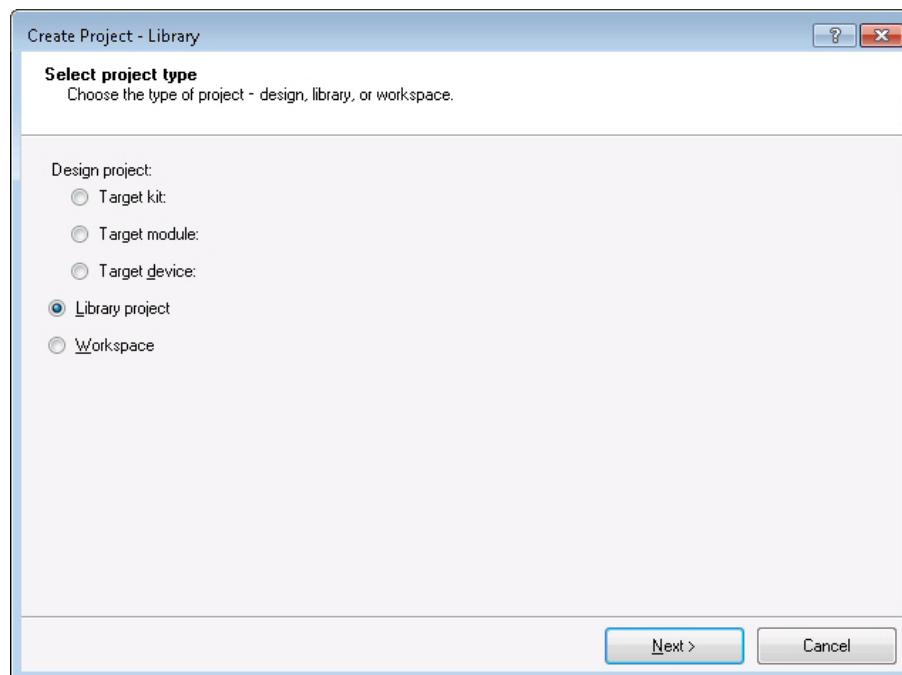 Create Project - Library
?
Select project type
Choose the type of project - design, library, or workspace.
Design project:
Target kit:
Target module:
Target device:
Library project
Workspace
Next >
Cancel